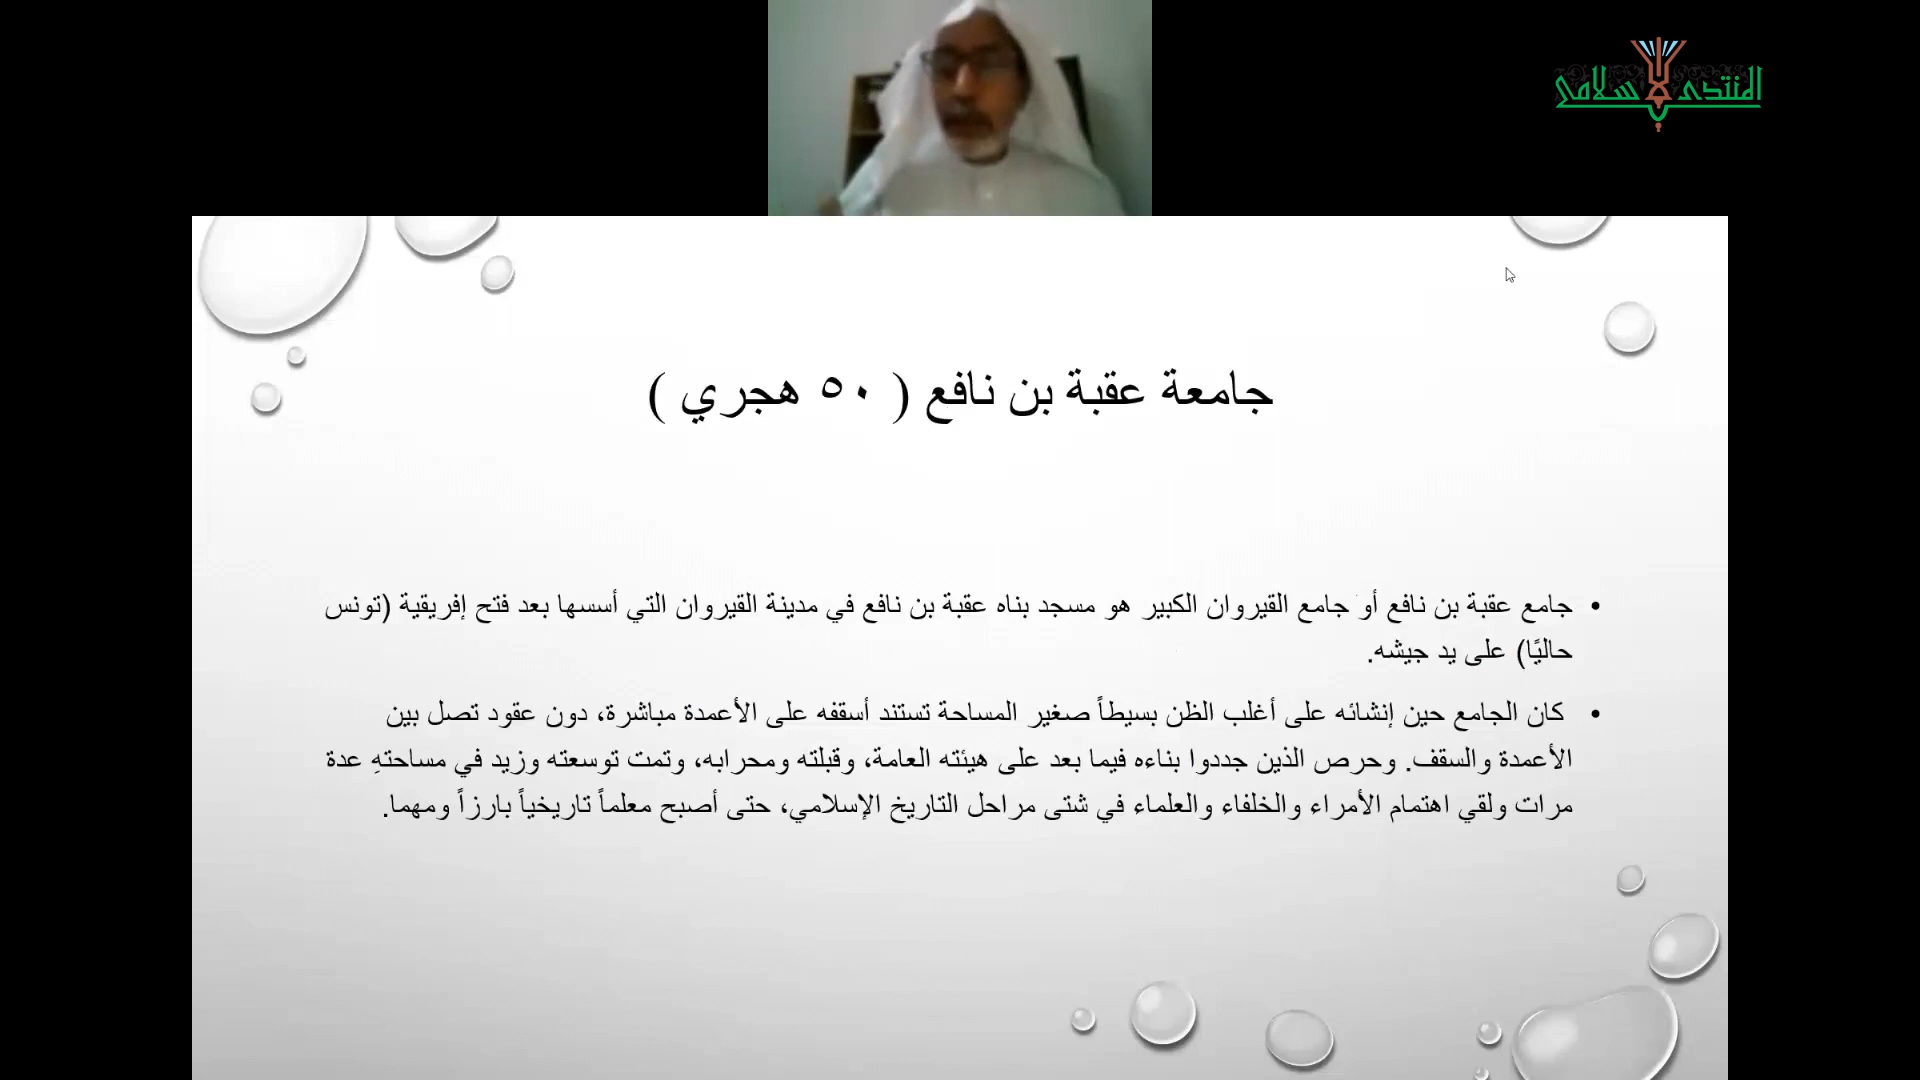 المنتدى الإسلامي
جامعة عقبة بن نافع ( ٥٠ هجري )
• جامع عقبة بن نافع أو جامع القيروان الكبير هو مسجد بناه عقبة بن نافع في مدينة القيروان التي أسسها بعد فتح إفريقية (تونس
حاليًا) على يد جيشه.
• كان الجامع حين إنشائه على أغلب الظن بسيطاً صغير المساحة تستند أسقفه على الأعمدة مباشرة، دون عقود تصل بين
الأعمدة والسقف. وحرص الذين جددوا بناءه فيما بعد على هيئته العامة، وقبلته ومحرابه، وتمت توسعته وزيد في مساحتهِ عدة
مرات ولقي اهتمام الأمراء والخلفاء والعلماء في شتى مراحل التاريخ الإسلامي، حتى أصبح معلماً تاريخياً بارزاً ومهما.